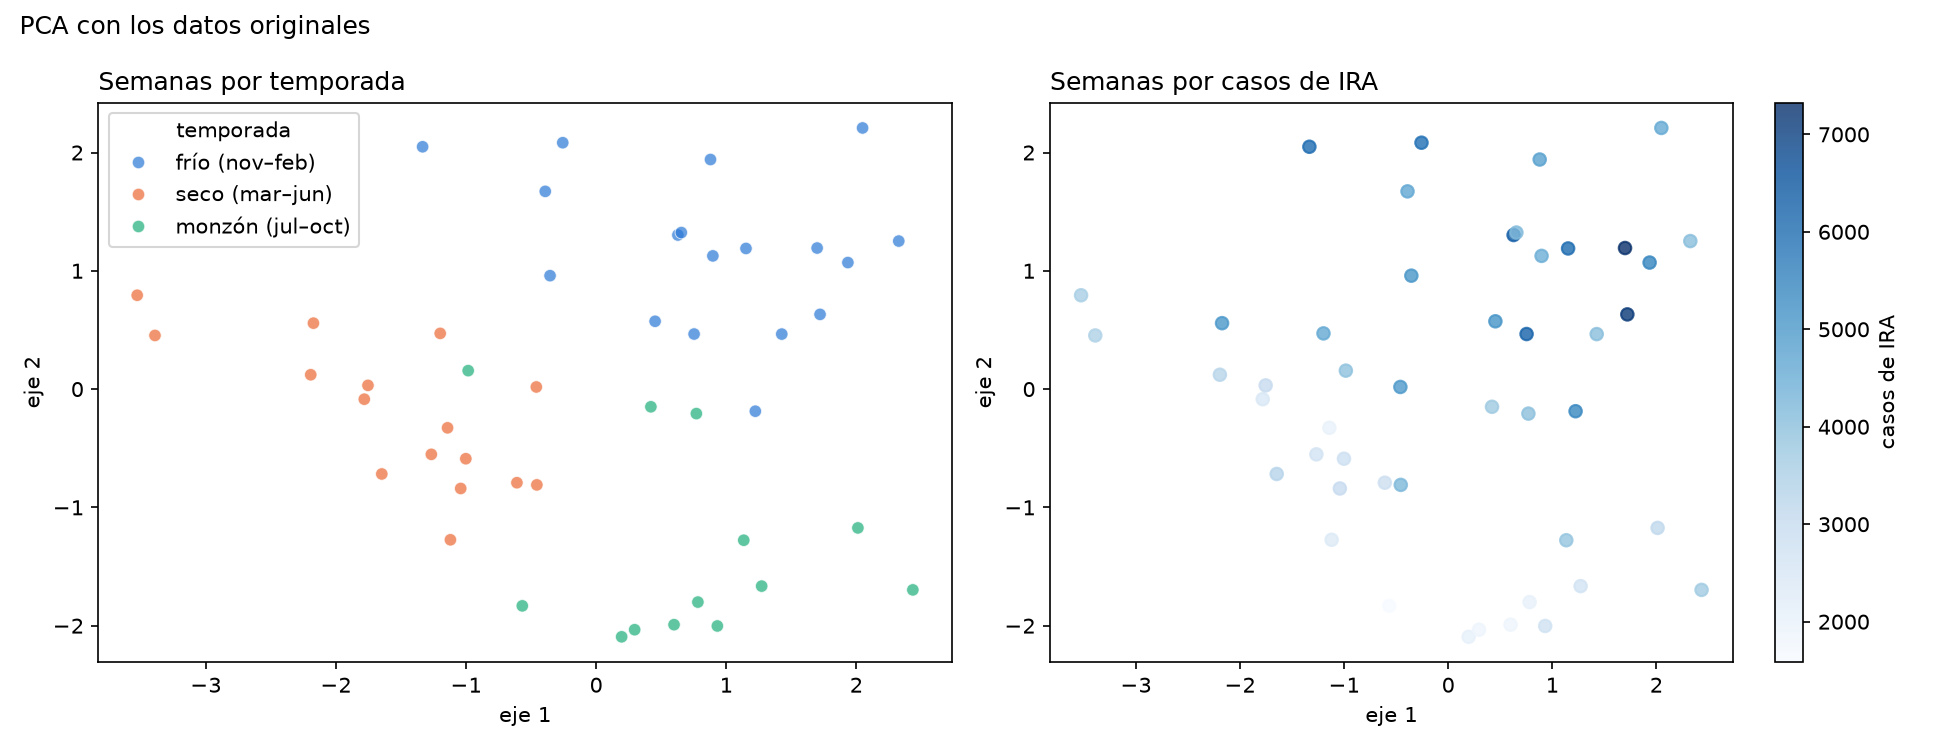 PCA con los datos originales
Semanas por temporada
temporada
frío (nov–feb)
seco (mar–jun)
monzón (jul–oct)
2
1
0
−1
−2
eje 2
−3
−2
−1
0
1
2
eje 1
Semanas por casos de IRA
2
1
0
−1
−2
eje 2
−3
−2
−1
0
1
2
eje 1
7000
6000
5000
4000
3000
2000
casos de IRA